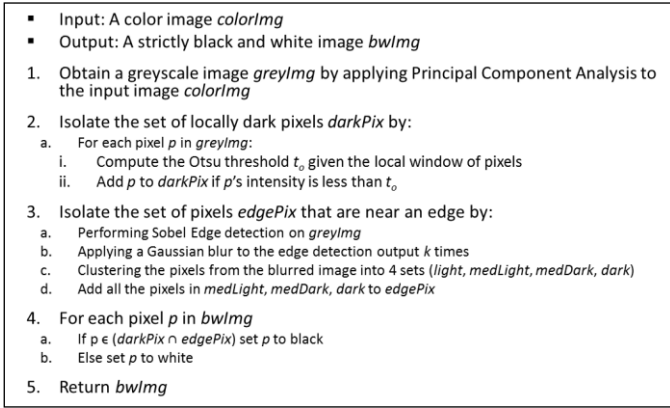 ▪ Input: A color image colorImg
▪ Output: A strictly black and white image bwImg
1. Obtain a greyscale image greyImg by applying Principal Component Analysis to
the input image colorImg
2. Isolate the set of locally dark pixels darkPix by:
a. For each pixel p in greyImg:
i. Compute the Otsu threshold tₒ given the local window of pixels
ii. Add p to darkPix if p's intensity is less than tₒ
3. Isolate the set of pixels edgePix that are near an edge by:
a. Performing Sobel Edge detection on greyImg
b. Applying a Gaussian blur to the edge detection output k times
c. Clustering the pixels from the blurred image into 4 sets (light, medLight, medDark, dark)
d. Add all the pixels in medLight, medDark, dark to edgePix
4. For each pixel p in bwImg
a. If p ϵ (darkPix ∩ edgePix) set p to black
b. Else set p to white
5. Return bwImg